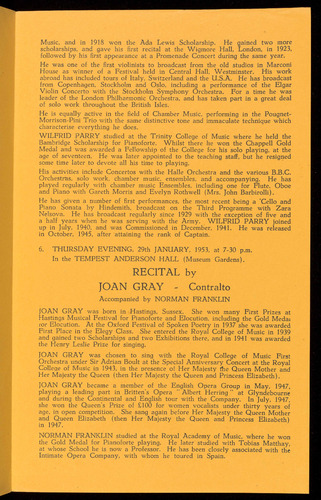 Music, and in 1918 won the Ada Lewis Scholarship. He gained two more
scholarships, and gave his first recital at the Wigmore Hall, London, in 1923,
followed by his first appearance at a Promenade Concert during the same year.
He was one of the first violinists to broadcast from the old studios in Marconi
House as winner of a Festival held in Central Hall, Westminster. His work
abroad has included tours of Italy, Switzerland and the U.S.A. He has broadcast
from Copenhagen, Stockholm and Oslo, including a performance of the Elgar
Violin Concerto with the Stockholm Symphony Orchestra. For a time he was
leader of the London Philharmonic Orchestra, and has taken part in a great deal
of solo work throughout the British Isles.
He is equally active in the field of Chamber Music, performing in the Pougnet-
Morrison-Pini Trio with the same distinctive tone and immaculate technique which
characterise everything he does.
WILFRID PARRY studied at the Trinity College of Music where he held the
Bambridge Scholarship for Pianoforte. Whilst there he won the Chappell Gold
Medal and was awarded a Fellowship of the College for his solo playing, at the
age of seventeen. He was later appointed to the teaching staff, but he resigned
some time later to devote all his time to playing.
His activities include Concertos with the Halle Orchestra and the various B.B.C.
Orchestras, solo work, chamber music, ensembles, and accompanying. He has
played regularly with chamber music Ensembles, including one for Flute, Oboe
and Piano with Gareth Morris and Evelyn Rothwell (Mrs. John Barbirolli).
He has given a number of first performances, the most recent being a 'Cello and
Piano Sonata by Hindemith, broadcast on the Third Programme with Zara
Nelsova. He has broadcast regularly since 1929 with the exception of five and
a half years when he was serving with the Army. WILFRID PARRY joined
up in July, 1940, and was Commissioned in December, 1941. He was released
in October, 1945, after attaining the rank of Captain.
6. THURSDAY EVENING, 29th JANUARY, 1953, at 7-30 p.m.
In the TEMPEST ANDERSON HALL (Museum Gardens).
RECITAL by
JOAN GRAY - Contralto
Accompanied by NORMAN FRANKLIN
JOAN GRAY was born in Hastings, Sussex. She won many First Prizes at
Hastings Musical Festival for Pianoforte and Elocution, including the Gold Medal
for Elocution. At the Oxford Festival of Spoken Poetry in 1937 she was awarded
First Place in the Elegy Class. She entered the Royal College of Music in 1939
and gained two Scholarships and two Exhibitions there, and in 1941 was awarded
the Henry Leslie Prize for singing.
JOAN GRAY was chosen to sing with the Royal College of Music First
Orchestra under Sir Adrian Boult at the Special Anniversary Concert at the Royal
College of Music in 1943, in the presence of Her Majesty the Queen Mother and
Her Majesty the Queen (then Her Majesty the Queen and Princess Elizabeth).
JOAN GRAY became a member of the English Opera Group in May, 1947,
playing a leading part in Britten's Opera "Albert Herring" at Glyndebourne
and during the Continental and English tour with the Company. In July, 1947,
she won the Queen's Prize of £100 for women vocalists under thirty years of
age, in open competition. She sang again before Her Majesty the Queen Mother
and Queen Elizabeth (then Her Majesty the Queen and Princess Elizabeth)
in 1947.
NORMAN FRANKLIN studied at the Royal Academy of Music, where he won
the Gold Medal for Pianoforte playing. He later studied with Tobias Matthay,
at whose School he is now a Professor. He has been closely associated with the
Intimate Opera Company, with whom he toured in Spain.